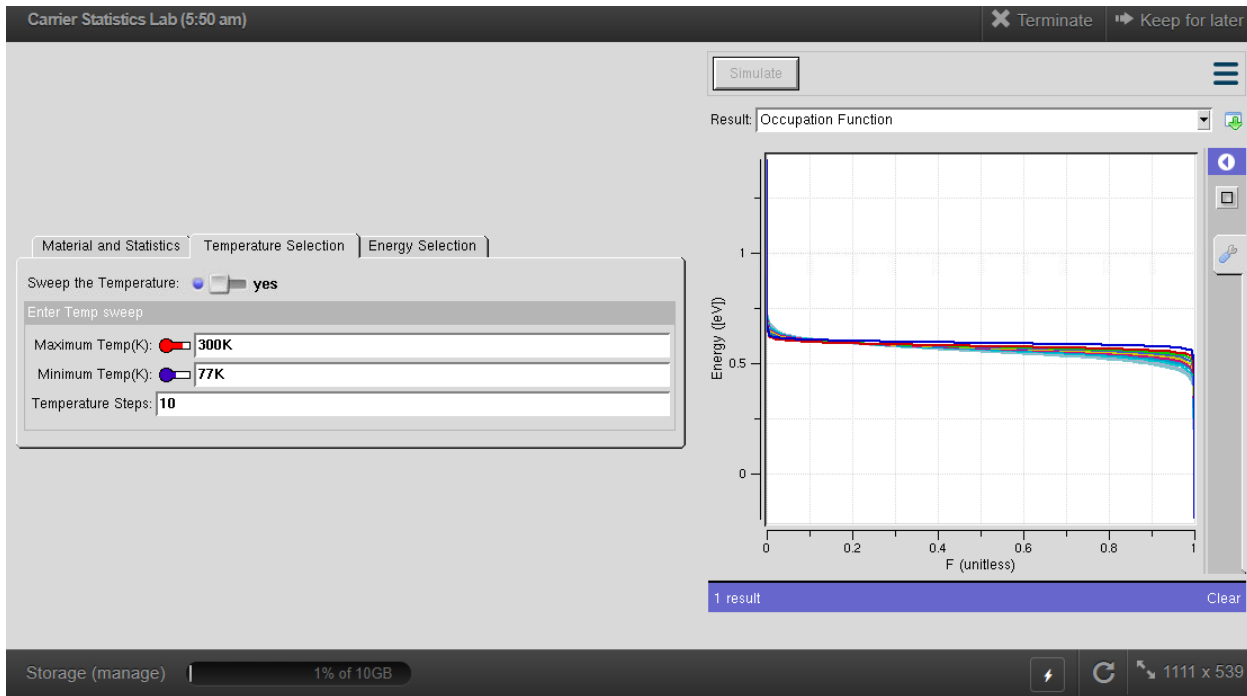 Carrier Statistics Lab (5:50 am)
Terminate
Keep for later
Simulate
Result: Occupation Function
Material and Statistics
Temperature Selection
Energy Selection
Sweep the Temperature: yes
Enter Temp sweep
Maximum Temp(K): 300K
Minimum Temp(K): 77K
Temperature Steps: 10
1
0.5
0
Energy ([eV])
0 0.2 0.4 0.6 0.8 1
F (unitless)
1 result
Clear
Storage (manage)
1% of 10GB
1111 x 539